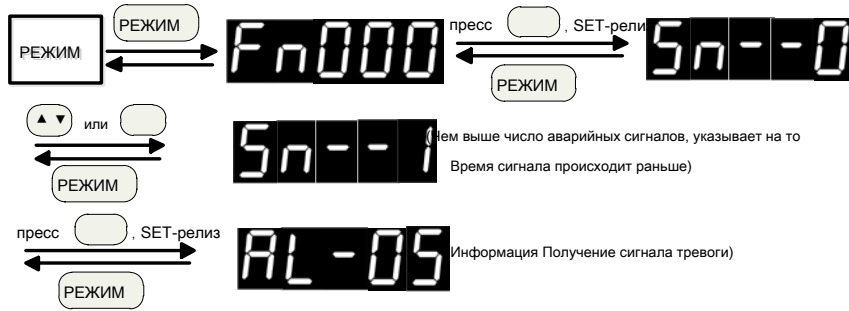 РЕЖИМ
РЕЖИМ
Fn000
пресс , SET-рели
РЕЖИМ
Sn--0
▲ ▼ или
РЕЖИМ
Sn--1
(Чем выше число аварийных сигналов, указывает на то
Время сигнала происходит раньше)
пресс , SET-релиз
РЕЖИМ
AL-05
Информация Получение сигнала тревоги)